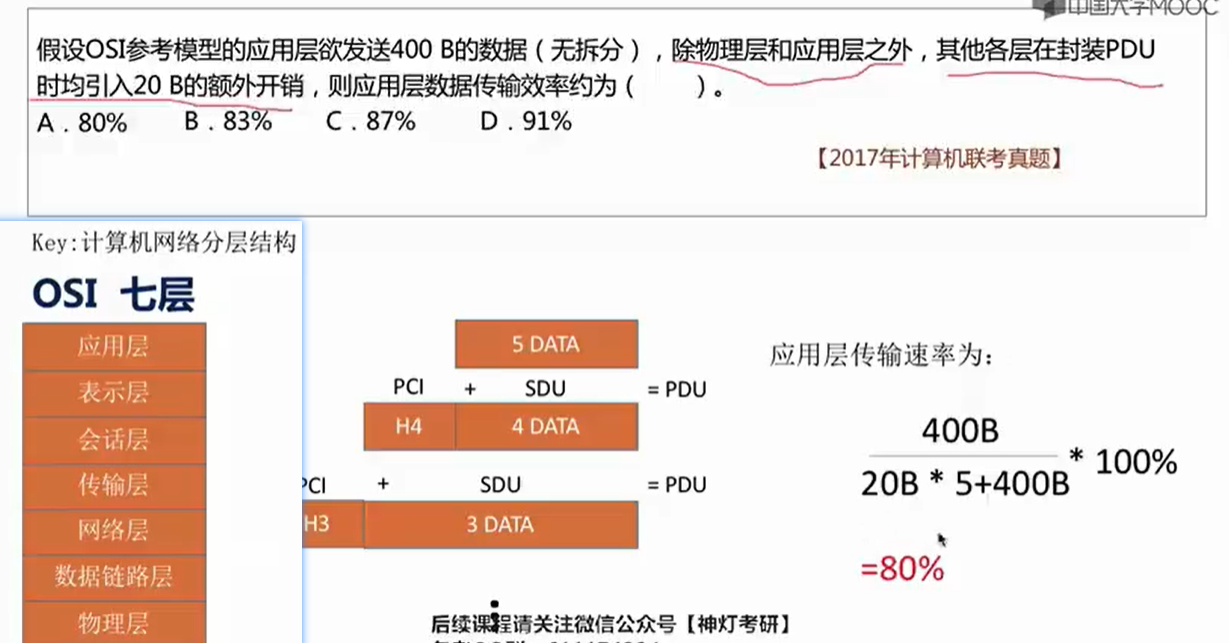 中国大学MOOC
假设OSI参考模型的应用层欲发送400 B的数据（无拆分），除物理层和应用层之外，其他各层在封装PDU
时均引入20 B的额外开销，则应用层数据传输效率约为（　　）。
A．80%　B．83%　C．87%　D．91%
【2017年计算机联考真题】
Key:计算机网络分层结构
OSI 七层
应用层
表示层
会话层
传输层
网络层
数据链路层
物理层
5 DATA
PCI + SDU = PDU
H4 4 DATA
PCI + SDU = PDU
H3 3 DATA
应用层传输速率为:
400B
20B * 5+400B
* 100%
=80%
后续课程请关注微信公众号【神灯考研】